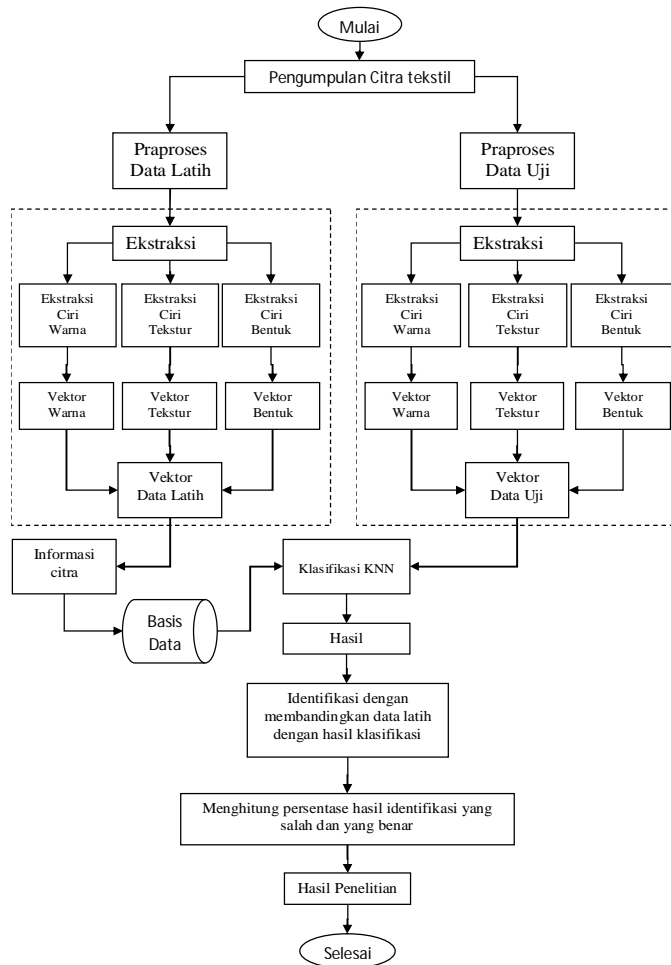 Mulai
Pengumpulan Citra tekstil
Praproses
Data Latih
Praproses
Data Uji
Ekstraksi
Ekstraksi
Ciri
Warna
Ekstraksi
Ciri
Tekstur
Ekstraksi
Ciri
Bentuk
Vektor
Warna
Vektor
Tekstur
Vektor
Bentuk
Vektor
Data Latih
Ekstraksi
Ekstraksi
Ciri
Warna
Ekstraksi
Ciri
Tekstur
Ekstraksi
Ciri
Bentuk
Vektor
Warna
Vektor
Tekstur
Vektor
Bentuk
Vektor
Data Uji
Informasi
citra
Basis
Data
Klasifikasi KNN
Hasil
Identifikasi dengan
membandingkan data latih
dengan hasil klasifikasi
Menghitung persentase hasil identifikasi yang
salah dan yang benar
Hasil Penelitian
Selesai